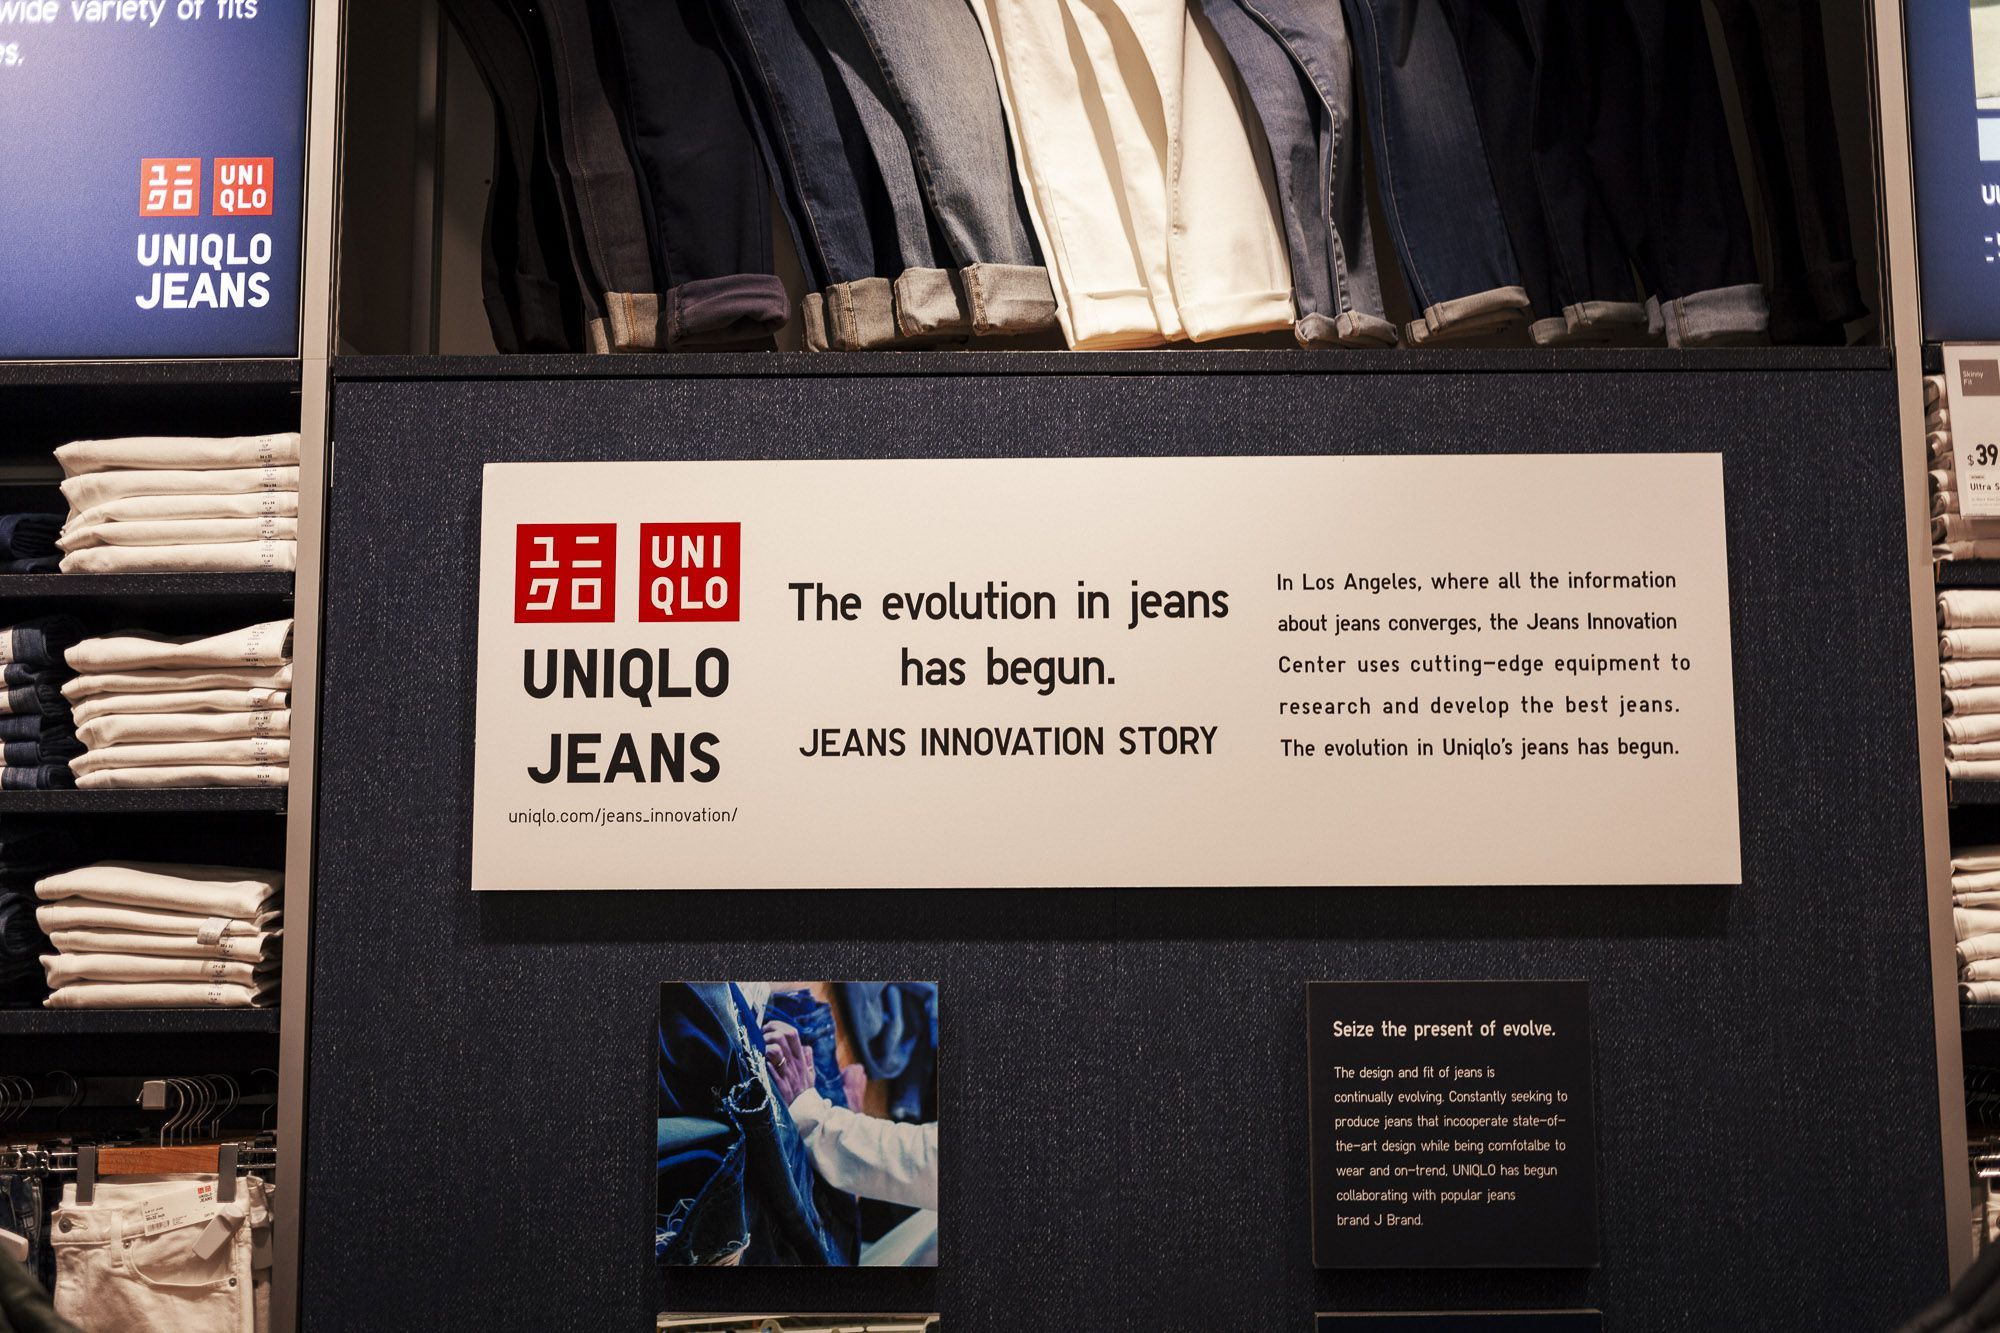 wide variety of fits
ユニ
クロ
UNI
QLO
UNIQLO
JEANS
ユニ
クロ
UNI
QLO
UNIQLO
JEANS
uniqlo.com/jeans_innovation/
The evolution in jeans
has begun.
JEANS INNOVATION STORY
In Los Angeles, where all the information
about jeans converges, the Jeans Innovation
Center uses cutting-edge equipment to
research and develop the best jeans.
The evolution in Uniqlo's jeans has begun.
Seize the present of evolve.
The design and fit of jeans is
continually evolving. Constantly seeking to
produce jeans that incooperate state-of-
the-art design while being comfotalbe to
wear and on-trend, UNIQLO has begun
collaborating with popular jeans
brand J Brand.
Skinny
Fit
$39
Ultra